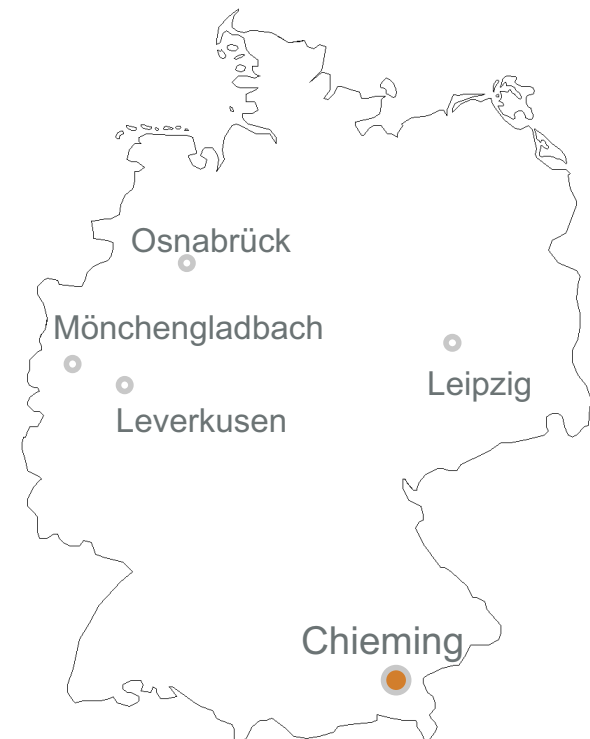 Osnabrück
Mönchengladbach
Leipzig
Leverkusen
Chieming